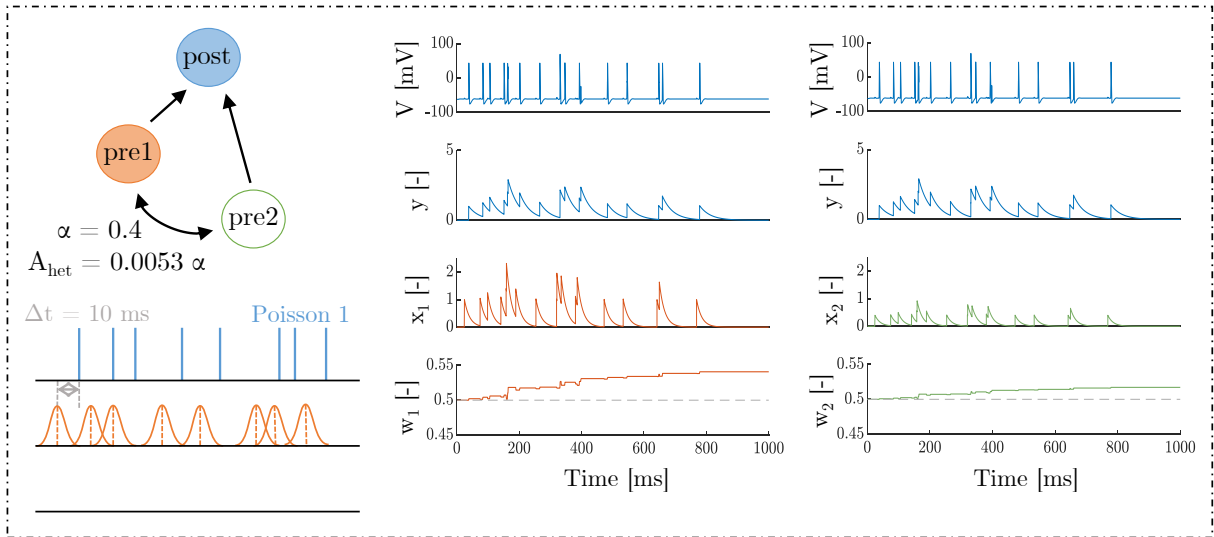 post
pre1
pre2
α = 0.4
A_het = 0.0053 α
Δt = 10 ms
Poisson 1
V [mV]
100
0
-100
y [-]
5
0
x_1 [-]
2
1
0
w_1 [-]
0.55
0.5
0.45
0 200 400 600 800 1000
Time [ms]
V [mV]
100
0
-100
y [-]
5
0
x_2 [-]
2
1
0
w_2 [-]
0.55
0.5
0.45
0 200 400 600 800 1000
Time [ms]